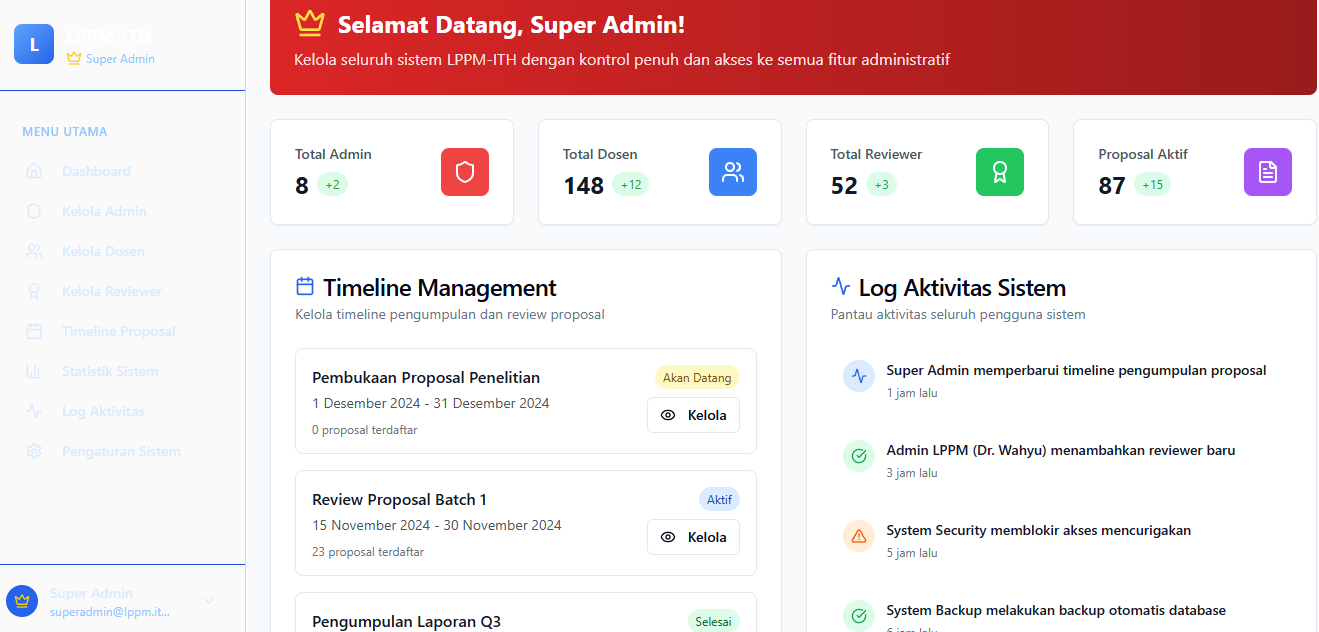 L
LPPM-ITH
Super Admin
MENU UTAMA
Dashboard
Kelola Admin
Kelola Dosen
Kelola Reviewer
Timeline Proposal
Statistik Sistem
Log Aktivitas
Pengaturan Sistem
Super Admin
superadmin@lppm.it...
Selamat Datang, Super Admin!
Kelola seluruh sistem LPPM-ITH dengan kontrol penuh dan akses ke semua fitur administratif
Total Admin
8 +2
Total Dosen
148 +12
Total Reviewer
52 +3
Proposal Aktif
87 +15
Timeline Management
Kelola timeline pengumpulan dan review proposal
Pembukaan Proposal Penelitian
Akan Datang
1 Desember 2024 - 31 Desember 2024
Kelola
0 proposal terdaftar
Review Proposal Batch 1
Aktif
15 November 2024 - 30 November 2024
Kelola
23 proposal terdaftar
Pengumpulan Laporan Q3
Selesai
Log Aktivitas Sistem
Pantau aktivitas seluruh pengguna sistem
Super Admin memperbarui timeline pengumpulan proposal
1 jam lalu
Admin LPPM (Dr. Wahyu) menambahkan reviewer baru
3 jam lalu
System Security memblokir akses mencurigakan
5 jam lalu
System Backup melakukan backup otomatis database
6 jam lalu